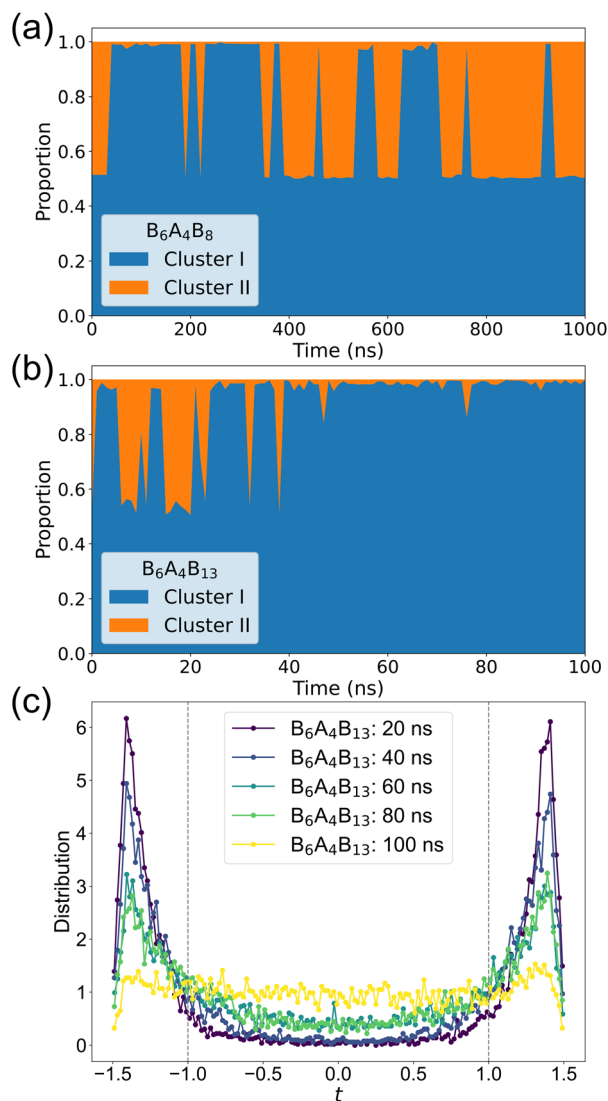 (a)
1.0
0.8
0.6
0.4
0.2
0.0
Proportion
B₆A₄B₈
Cluster I
Cluster II
0 200 400 600 800 1000
Time (ns)
(b)
1.0
0.8
0.6
0.4
0.2
0.0
Proportion
B₆A₄B₁₃
Cluster I
Cluster II
0 20 40 60 80 100
Time (ns)
(c)
6
5
4
3
2
1
0
Distribution
B₆A₄B₁₃: 20 ns
B₆A₄B₁₃: 40 ns
B₆A₄B₁₃: 60 ns
B₆A₄B₁₃: 80 ns
B₆A₄B₁₃: 100 ns
−1.5 −1.0 −0.5 0.0 0.5 1.0 1.5
t